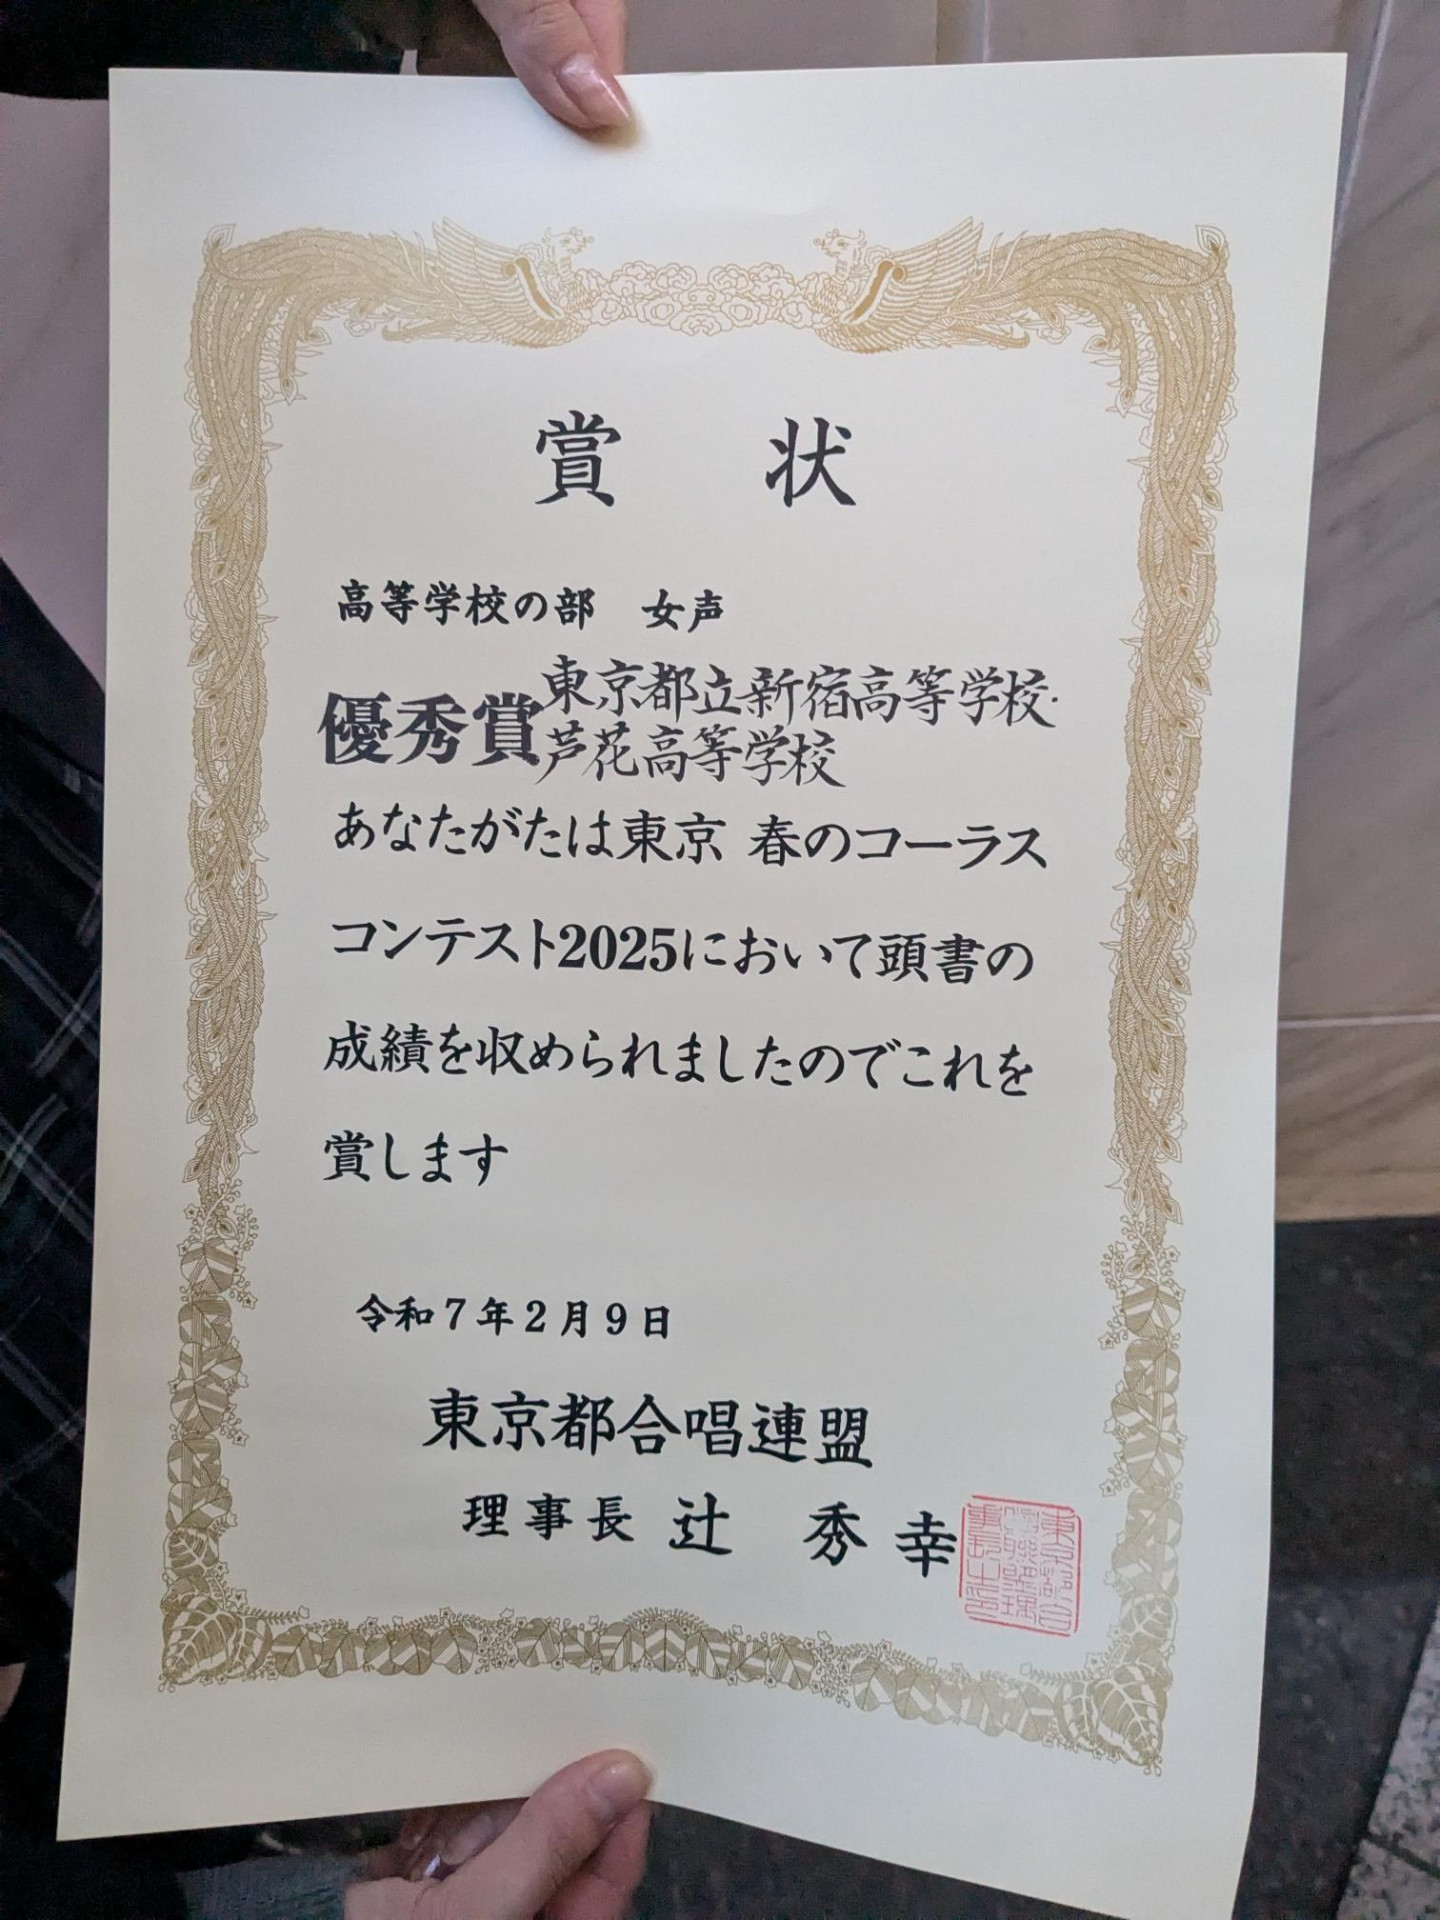 賞 状
高等学校の部 女声
優秀賞 東京都立新宿高等学校・
芦花高等学校
あなたがたは東京 春のコーラス
コンテスト2025において頭書の
成績を収められましたのでこれを
賞します
令和7年2月9日
東京都合唱連盟
理事長 辻 秀 幸